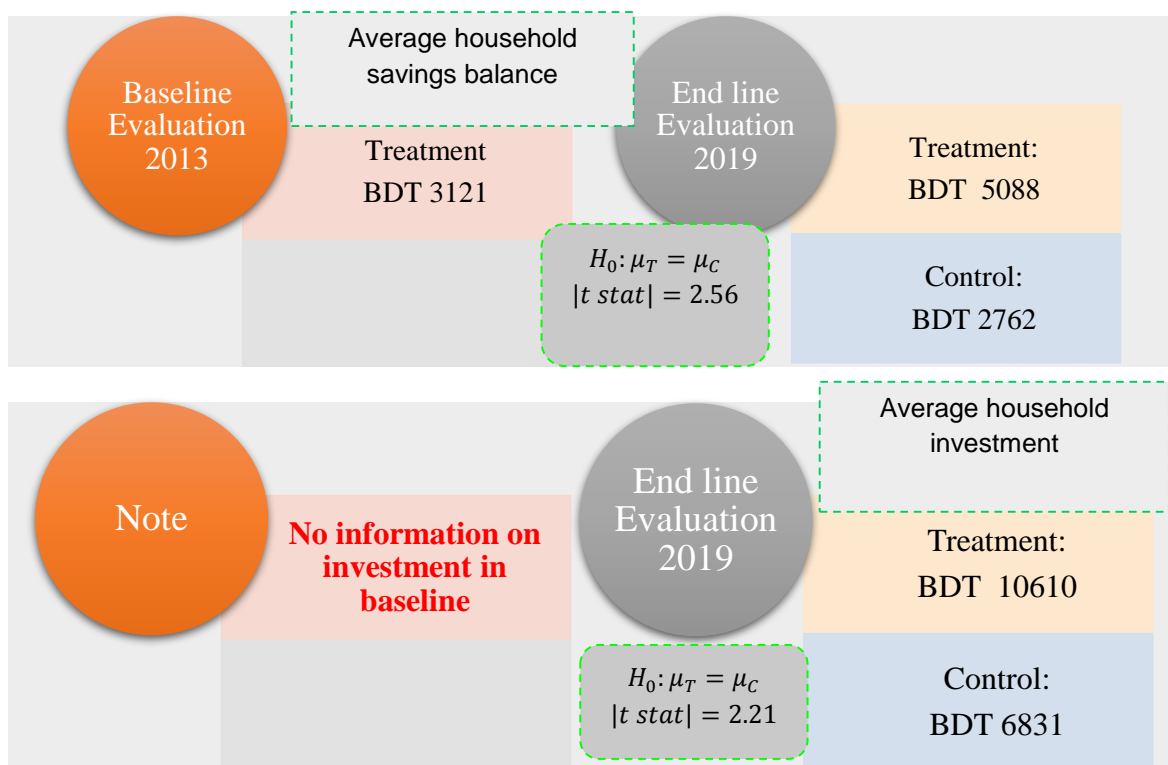 Baseline
Evaluation
2013
Average household
savings balance
Treatment
BDT 3121
End line
Evaluation
2019
Treatment:
BDT 5088
H₀: μ_T = μ_C
|t stat| = 2.56
Control:
BDT 2762
Note
No information on
investment in
baseline
End line
Evaluation
2019
Average household
investment
Treatment:
BDT 10610
H₀: μ_T = μ_C
|t stat| = 2.21
Control:
BDT 6831